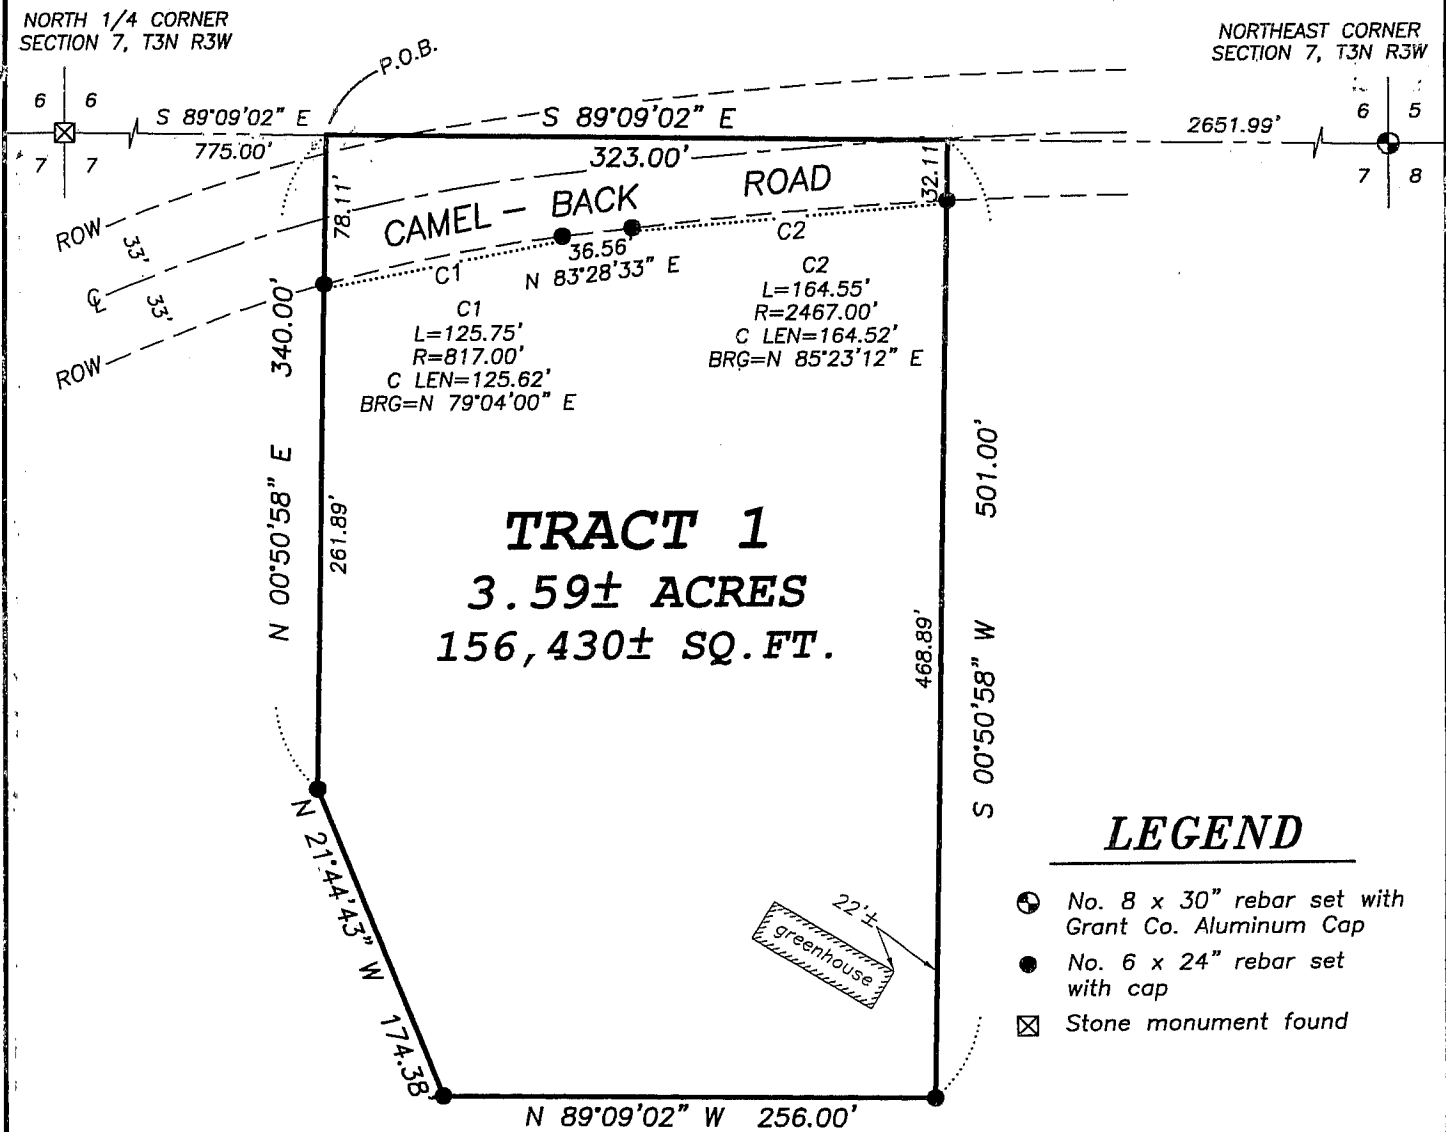 NORTH 1/4 CORNER
SECTION 7, T3N R3W
NORTHEAST CORNER
SECTION 7, T3N R3W
P.O.B.
6 6
7 7
6 5
7 8
S 89°09'02" E
775.00'
S 89°09'02" E
323.00'
2651.99'
ROW
33'
℄
33'
ROW
CAMEL - BACK ROAD
78.11'
32.11'
C1
36.56'
N 83°28'33" E
C2
C1
L=125.75'
R=817.00'
C LEN=125.62'
BRG=N 79°04'00" E
C2
L=164.55'
R=2467.00'
C LEN=164.52'
BRG=N 85°23'12" E
N 00°50'58" E 340.00'
261.89'
S 00°50'58" W 501.00'
468.89'
TRACT 1
3.59± ACRES
156,430± SQ.FT.
N 21°44'43" W 174.38'
22'±
greenhouse
N 89°09'02" W 256.00'
LEGEND
No. 8 x 30" rebar set with
Grant Co. Aluminum Cap
No. 6 x 24" rebar set
with cap
Stone monument found